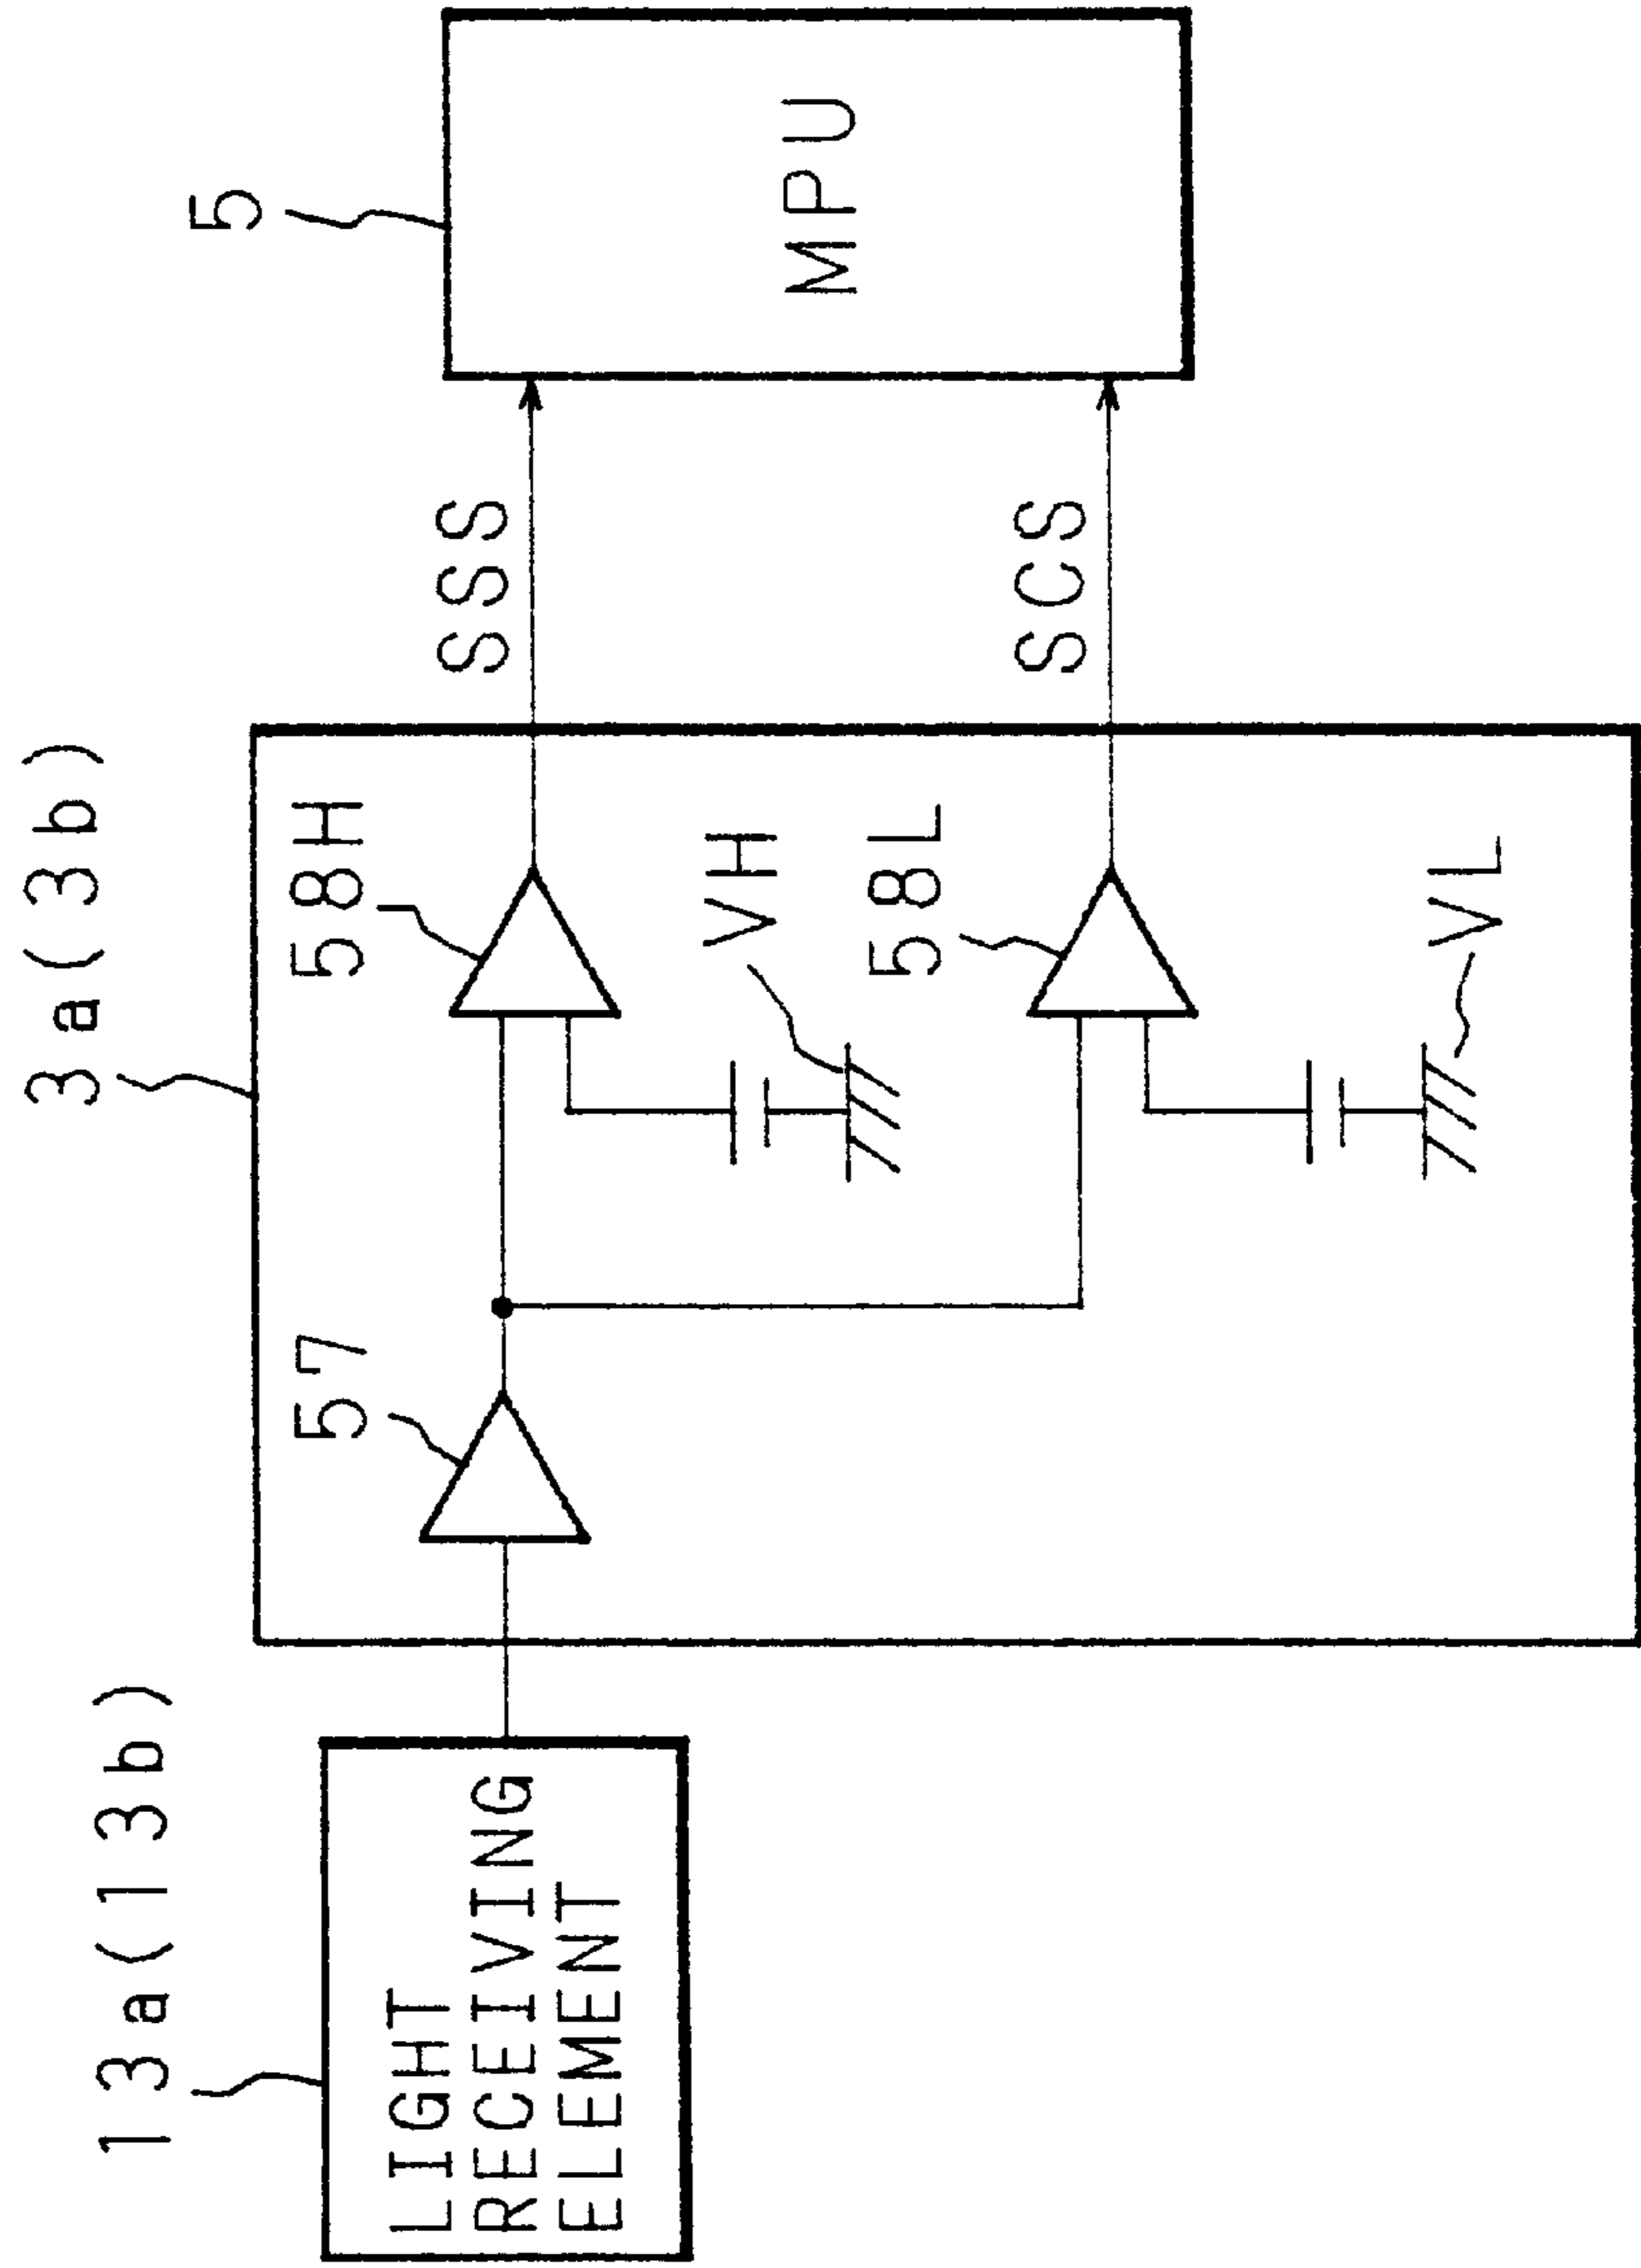 13a(13b)
LIGHT
RECEIVING
ELEMENT
3a(3b)
57
58H
VH
58L
VL
SSS
SCS
5
MPU